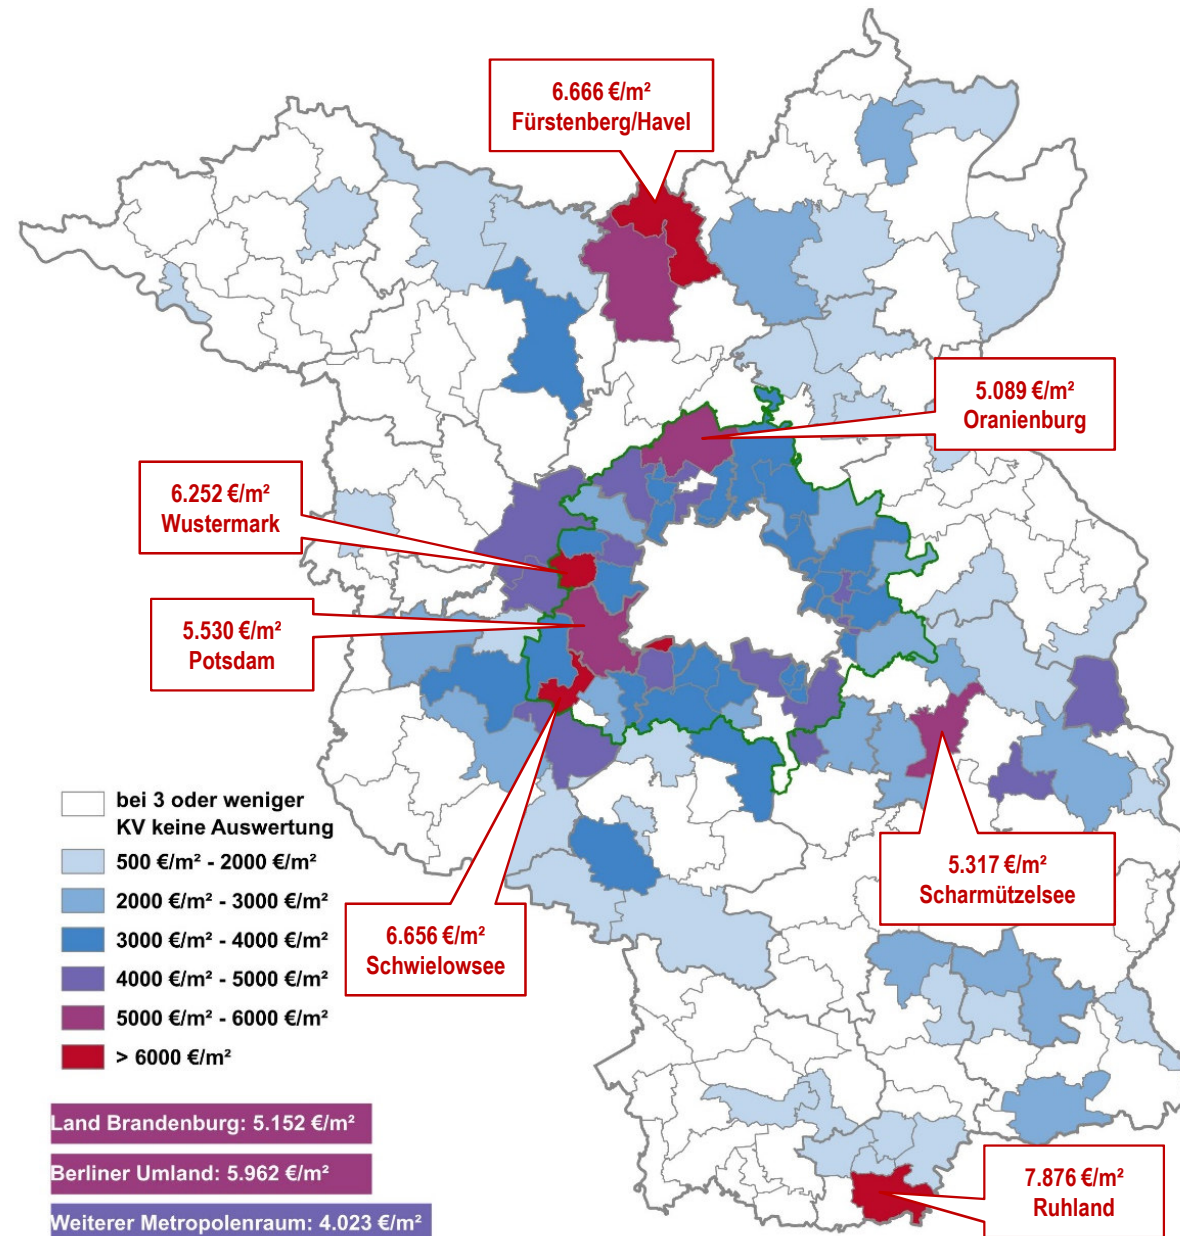 6.666 €/m²
Fürstenberg/Havel
5.089 €/m²
Oranienburg
6.252 €/m²
Wustermark
5.530 €/m²
Potsdam
bei 3 oder weniger
KV keine Auswertung
500 €/m² - 2000 €/m²
2000 €/m² - 3000 €/m²
3000 €/m² - 4000 €/m²
4000 €/m² - 5000 €/m²
5000 €/m² - 6000 €/m²
> 6000 €/m²
5.317 €/m²
Scharmützelsee
6.656 €/m²
Schwielowsee
Land Brandenburg: 5.152 €/m²
Berliner Umland: 5.962 €/m²
Weiterer Metropolenraum: 4.023 €/m²
7.876 €/m²
Ruhland